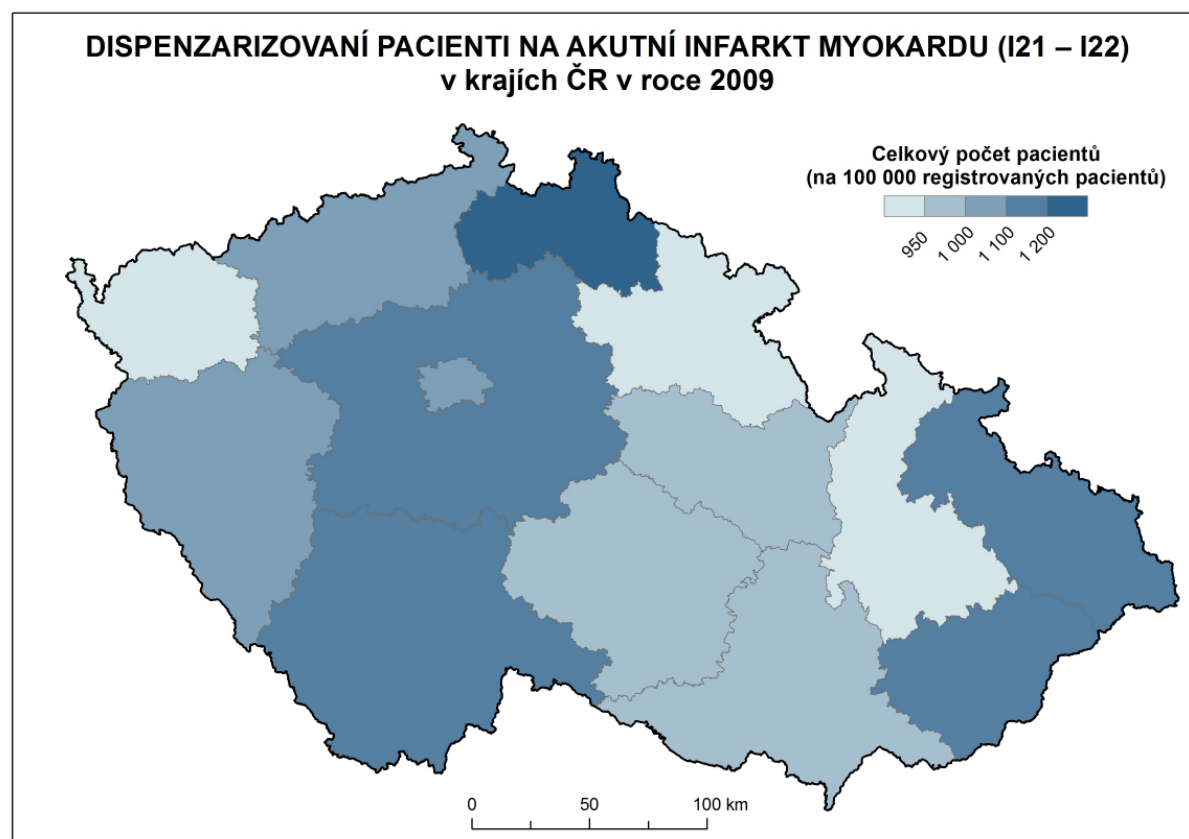 DISPENZARIZOVANÍ PACIENTI NA AKUTNÍ INFARKT MYOKARDU (I21 – I22)
v krajích ČR v roce 2009
Celkový počet pacientů
(na 100 000 registrovaných pacientů)
950
1 000
1 100
1 200
0 50 100 km